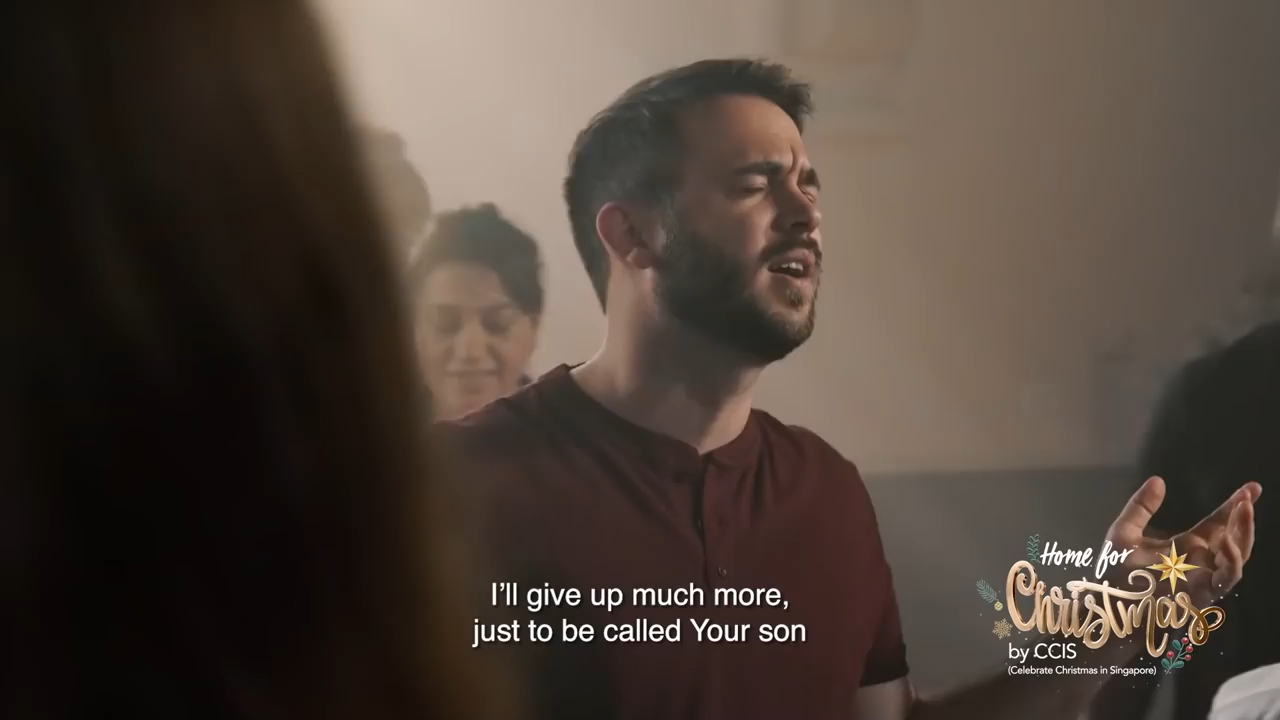 I'll give up much more,
just to be called Your son
Home for
Christmas
by CCIS
(Celebrate Christmas in Singapore)